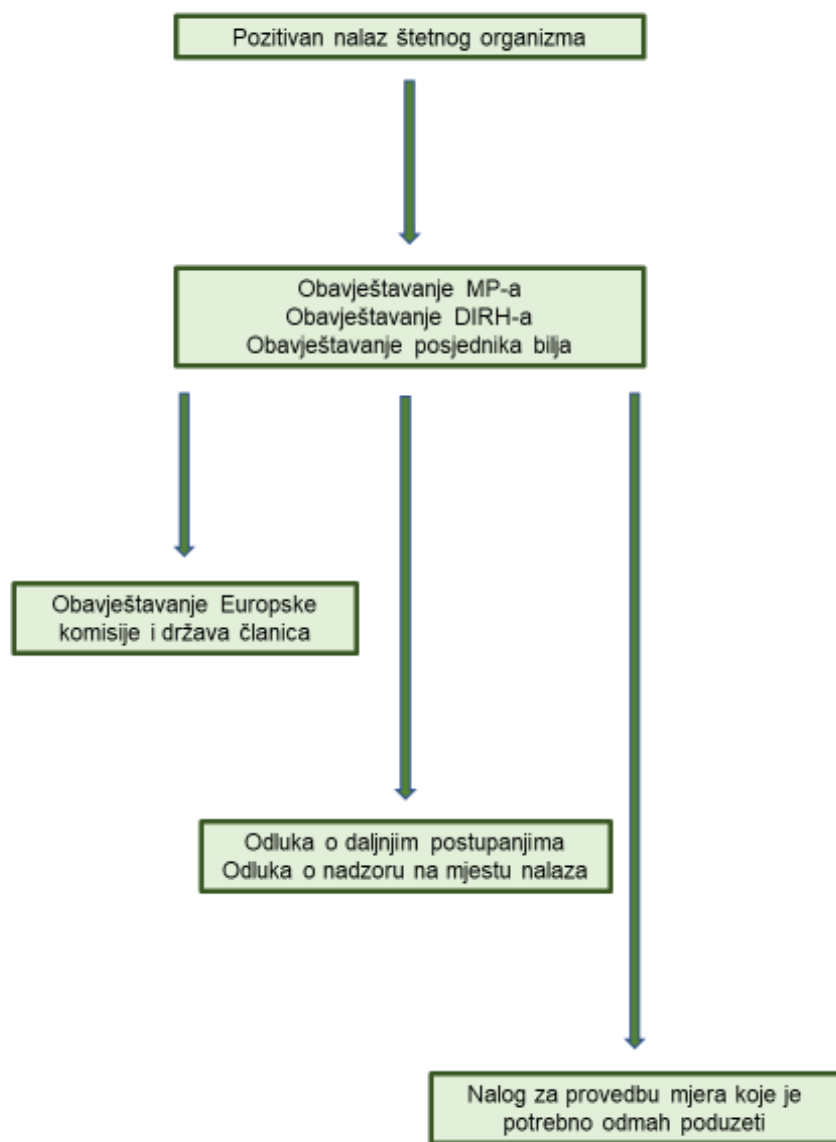 Pozitivan nalaz štetnog organizma
Obavještavanje MP-a
Obavještavanje DIRH-a
Obavještavanje posjednika bilja
Obavještavanje Europske
komisije i država članica
Odluka o daljnjim postupanjima
Odluka o nadzoru na mjestu nalaza
Nalog za provedbu mjera koje je
potrebno odmah poduzeti